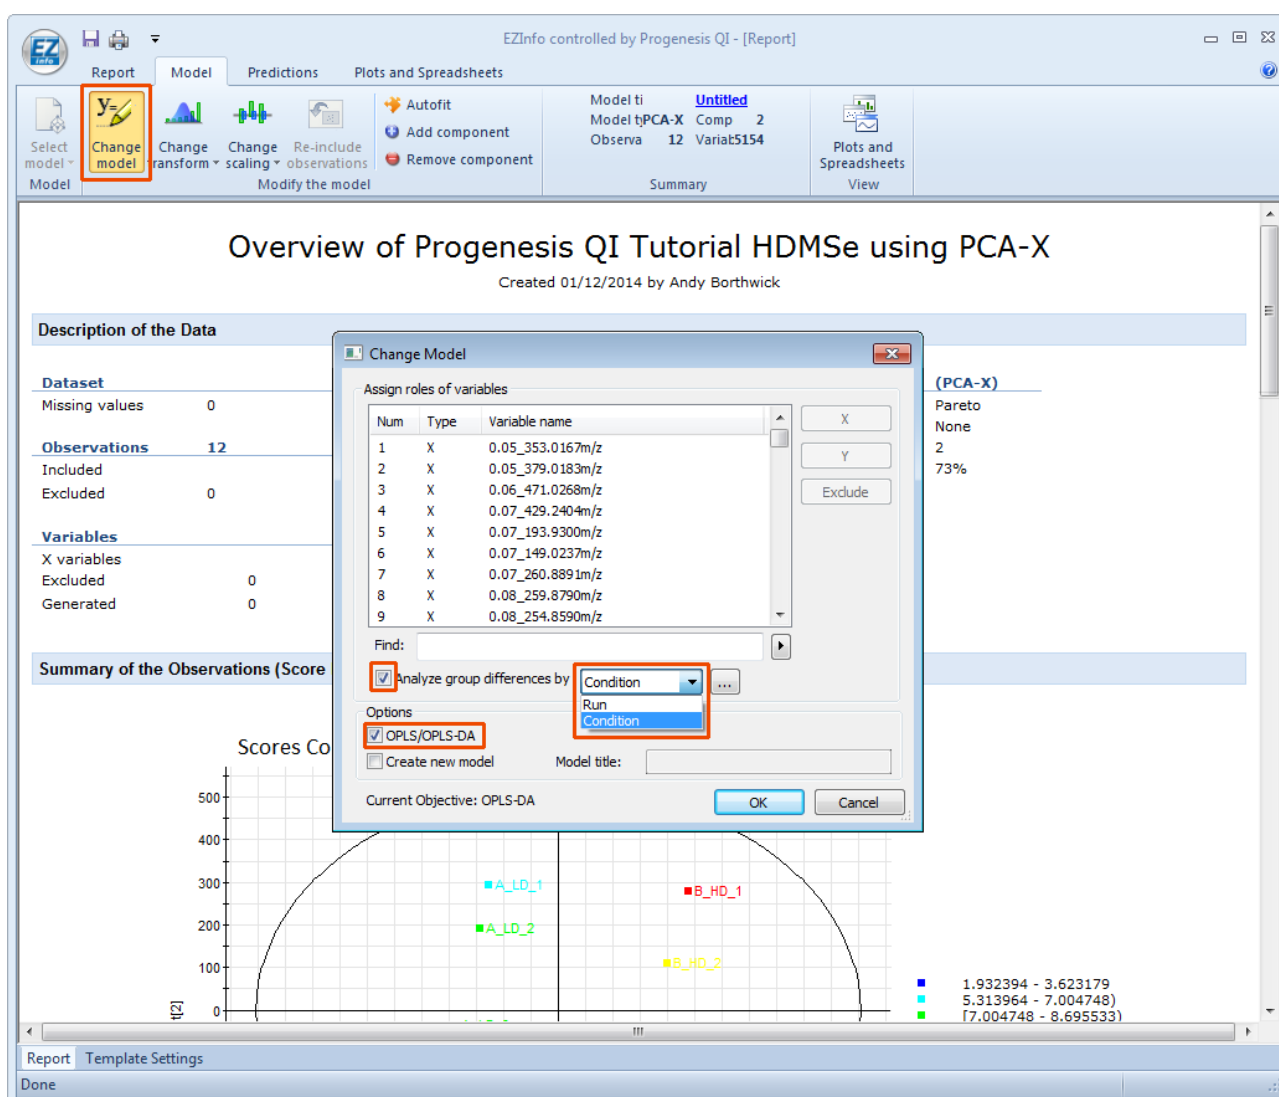 EZ
info
EZInfo controlled by Progenesis QI - [Report]
Report Model Predictions Plots and Spreadsheets
Select model
Change model
Change transform
Change scaling
Re-include observations
Autofit
Add component
Remove component
Model ti Untitled
Model t PCA-X Comp 2
Observa 12 Varial 5154
Plots and Spreadsheets
Model Modify the model Summary View
Overview of Progenesis QI Tutorial HDMSe using PCA-X
Created 01/12/2014 by Andy Borthwick
Description of the Data
Dataset
Missing values 0
Observations 12
Included
Excluded 0
Variables
X variables
Excluded 0
Generated 0
(PCA-X)
Pareto
None
2
73%
Change Model
Assign roles of variables
Num Type Variable name
1 X 0.05_353.0167m/z
2 X 0.05_379.0183m/z
3 X 0.06_471.0268m/z
4 X 0.07_429.2404m/z
5 X 0.07_193.9300m/z
6 X 0.07_149.0237m/z
7 X 0.07_260.8891m/z
8 X 0.08_259.8790m/z
9 X 0.08_254.8590m/z
X
Y
Exclude
Find:
Analyze group differences by Condition ...
Run
Condition
Options
OPLS/OPLS-DA
Create new model Model title:
Current Objective: OPLS-DA OK Cancel
Summary of the Observations (Score
Scores Co
500
400
300
200
100
0
t[2]
A_LD_1
B_HD_1
A_LD_2
B_HD_2
1.932394 - 3.623179
5.313964 - 7.004748)
[7.004748 - 8.695533)
Report Template Settings
Done